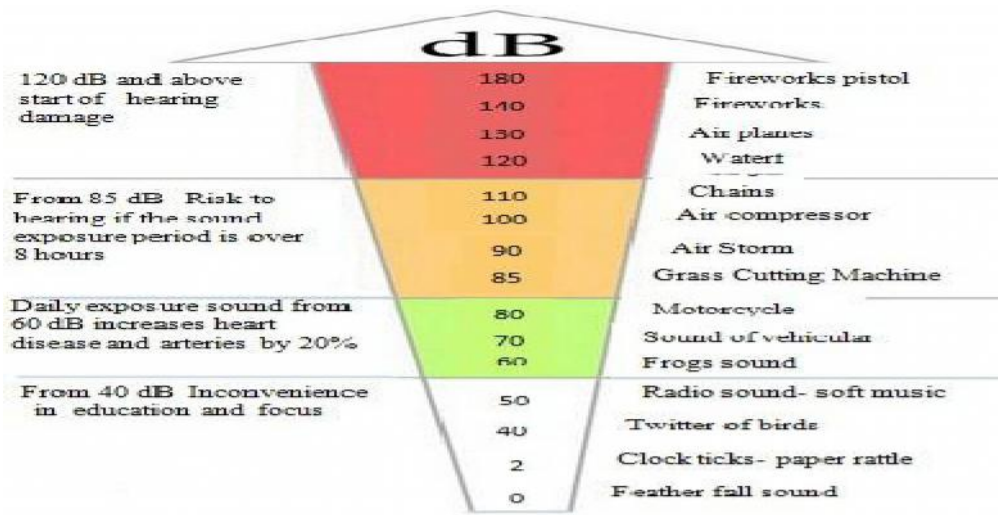 dB
120 dB and above
start of hearing
damage
180
Fireworks pistol
140
Fireworks
130
Air planes
120
Waterf
From 85 dB Risk to
hearing if the sound
exposure period is over
8 hours
110
Chains
100
Air compressor
90
Air Storm
85
Grass Cutting Machine
Daily exposure sound from
60 dB increases heart
disease and arteries by 20%
80
Motorcycle
70
Sound of vehicular
60
Frogs sound
From 40 dB Inconvenience
in education and focus
50
Radio sound- soft music
40
Twitter of birds
2
Clock ticks- paper rattle
0
Feather fall sound